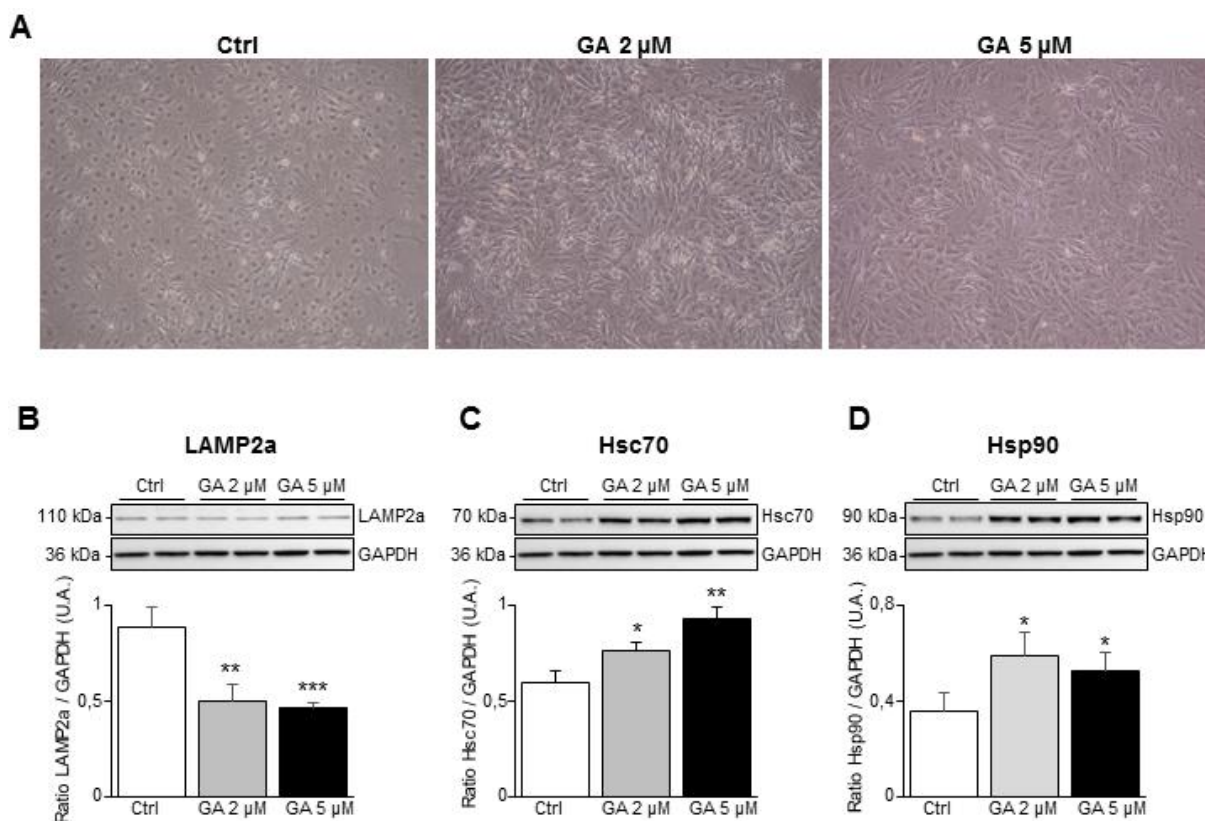 A
Ctrl
GA 2 µM
GA 5 µM
B
LAMP2a
Ctrl GA 2 µM GA 5 µM
110 kDa LAMP2a
36 kDa GAPDH
Ratio LAMP2a / GAPDH (U.A.)
1
0,5
0
** ***
Ctrl GA 2 µM GA 5 µM
C
Hsc70
Ctrl GA 2 µM GA 5 µM
70 kDa Hsc70
36 kDa GAPDH
Ratio Hsc70 / GAPDH (U.A.)
1
0,5
0
* **
Ctrl GA 2 µM GA 5 µM
D
Hsp90
Ctrl GA 2 µM GA 5 µM
90 kDa Hsp90
36 kDa GAPDH
Ratio Hsp90 / GAPDH (U.A.)
0,8
0,4
0
* *
Ctrl GA 2 µM GA 5 µM